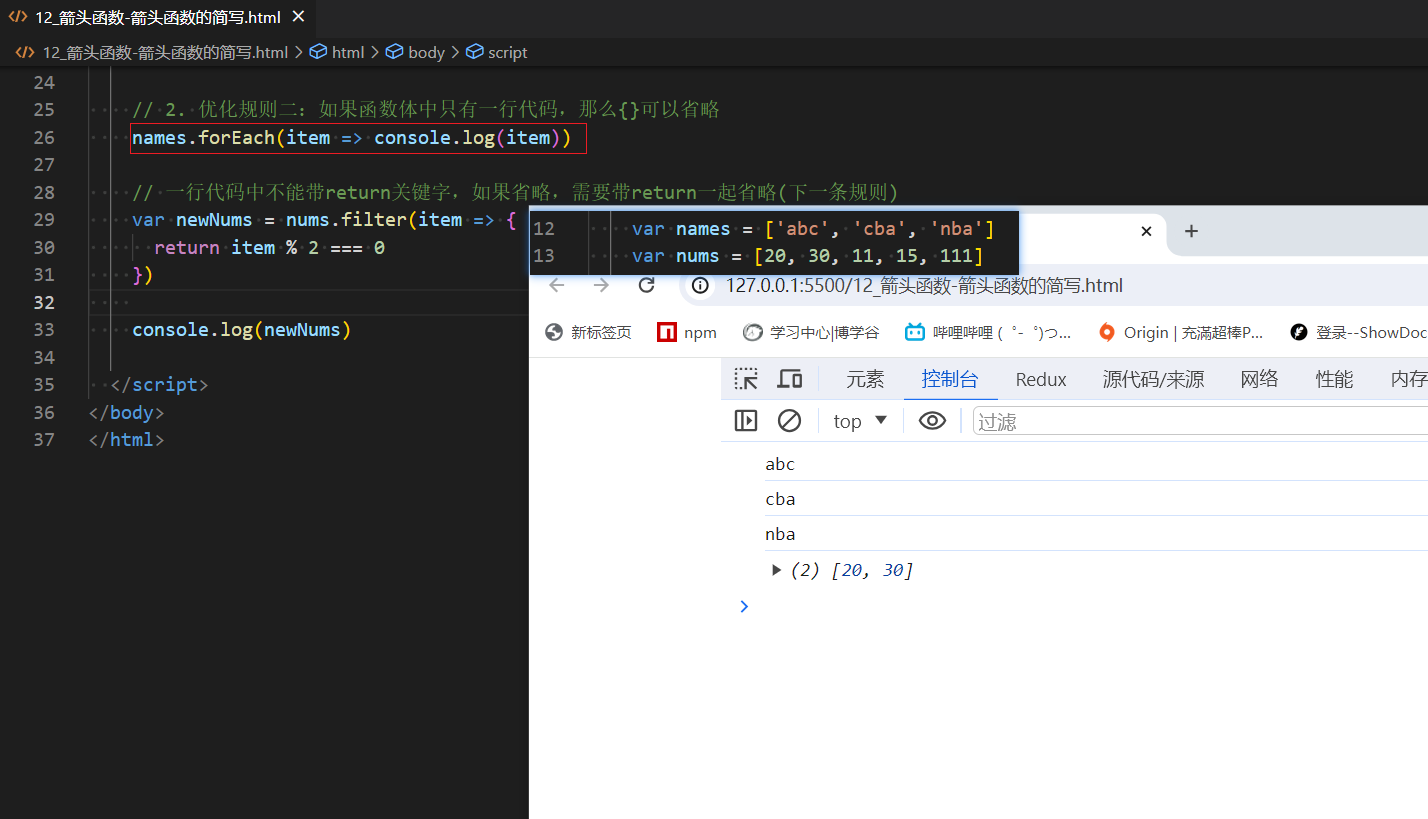 12_箭头函数-箭头函数的简写.html
12_箭头函数-箭头函数的简写.html > html > body > script
24
25 // 2. 优化规则二: 如果函数体中只有一行代码, 那么{}可以省略
26 names.forEach(item => console.log(item))
27
28 // 一行代码中不能带return关键字, 如果省略, 需要带return一起省略(下一条规则)
29 var newNums = nums.filter(item => {
30 return item % 2 === 0
31 })
32
33 console.log(newNums)
34
35 </script>
36 </body>
37 </html>
12 var names = ['abc', 'cba', 'nba']
13 var nums = [20, 30, 11, 15, 111]
127.0.0.1:5500/12_箭头函数-箭头函数的简写.html
新标签页 npm 学习中心|博学谷 哔哩哔哩 ( ゜- ゜)つ... Origin | 充滿超棒P... 登录--ShowDoc
元素 控制台 Redux 源代码/来源 网络 性能 内存
top 过滤
abc
cba
nba
(2) [20, 30]